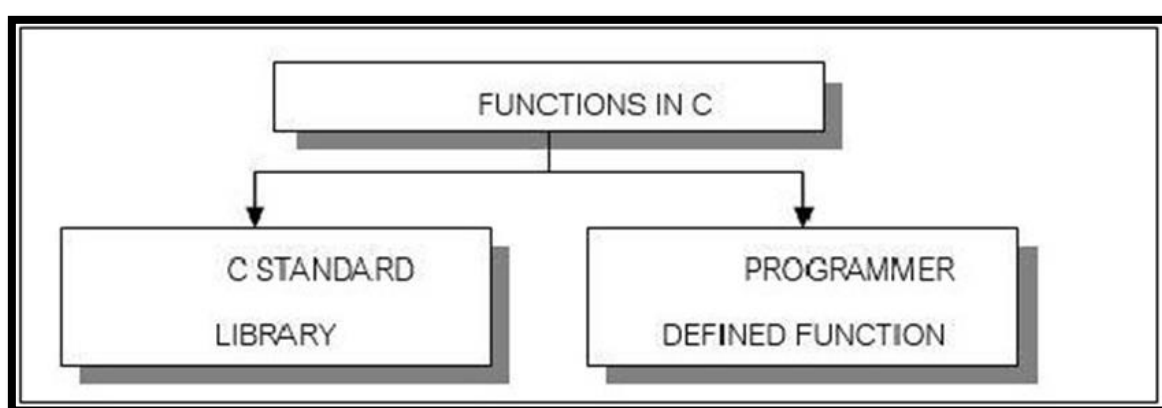 FUNCTIONS IN C
C STANDARD
LIBRARY
PROGRAMMER
DEFINED FUNCTION